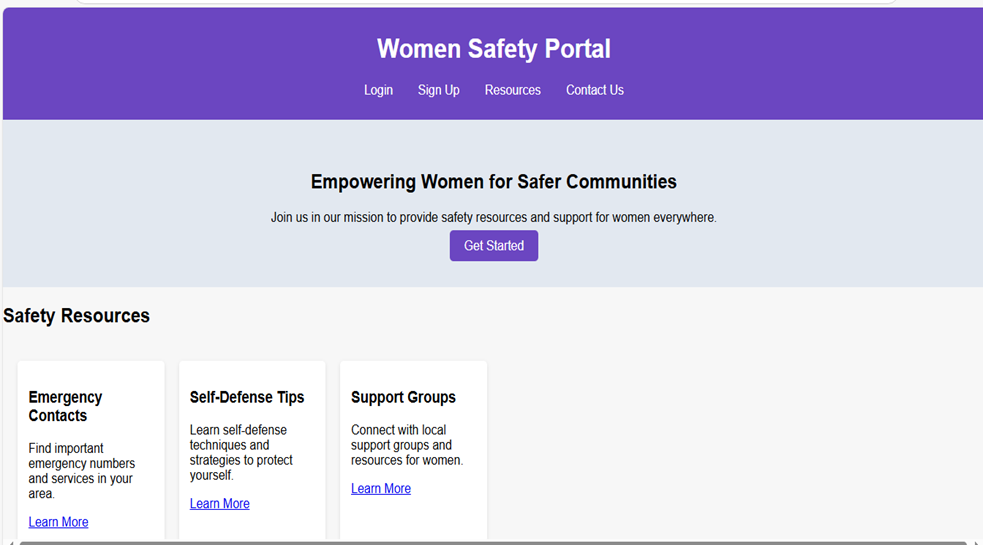 Women Safety Portal
Login Sign Up Resources Contact Us
Empowering Women for Safer Communities
Join us in our mission to provide safety resources and support for women everywhere.
Get Started
Safety Resources
Emergency
Contacts
Find important
emergency numbers
and services in your
area.
Learn More
Self-Defense Tips
Learn self-defense
techniques and
strategies to protect
yourself.
Learn More
Support Groups
Connect with local
support groups and
resources for women.
Learn More